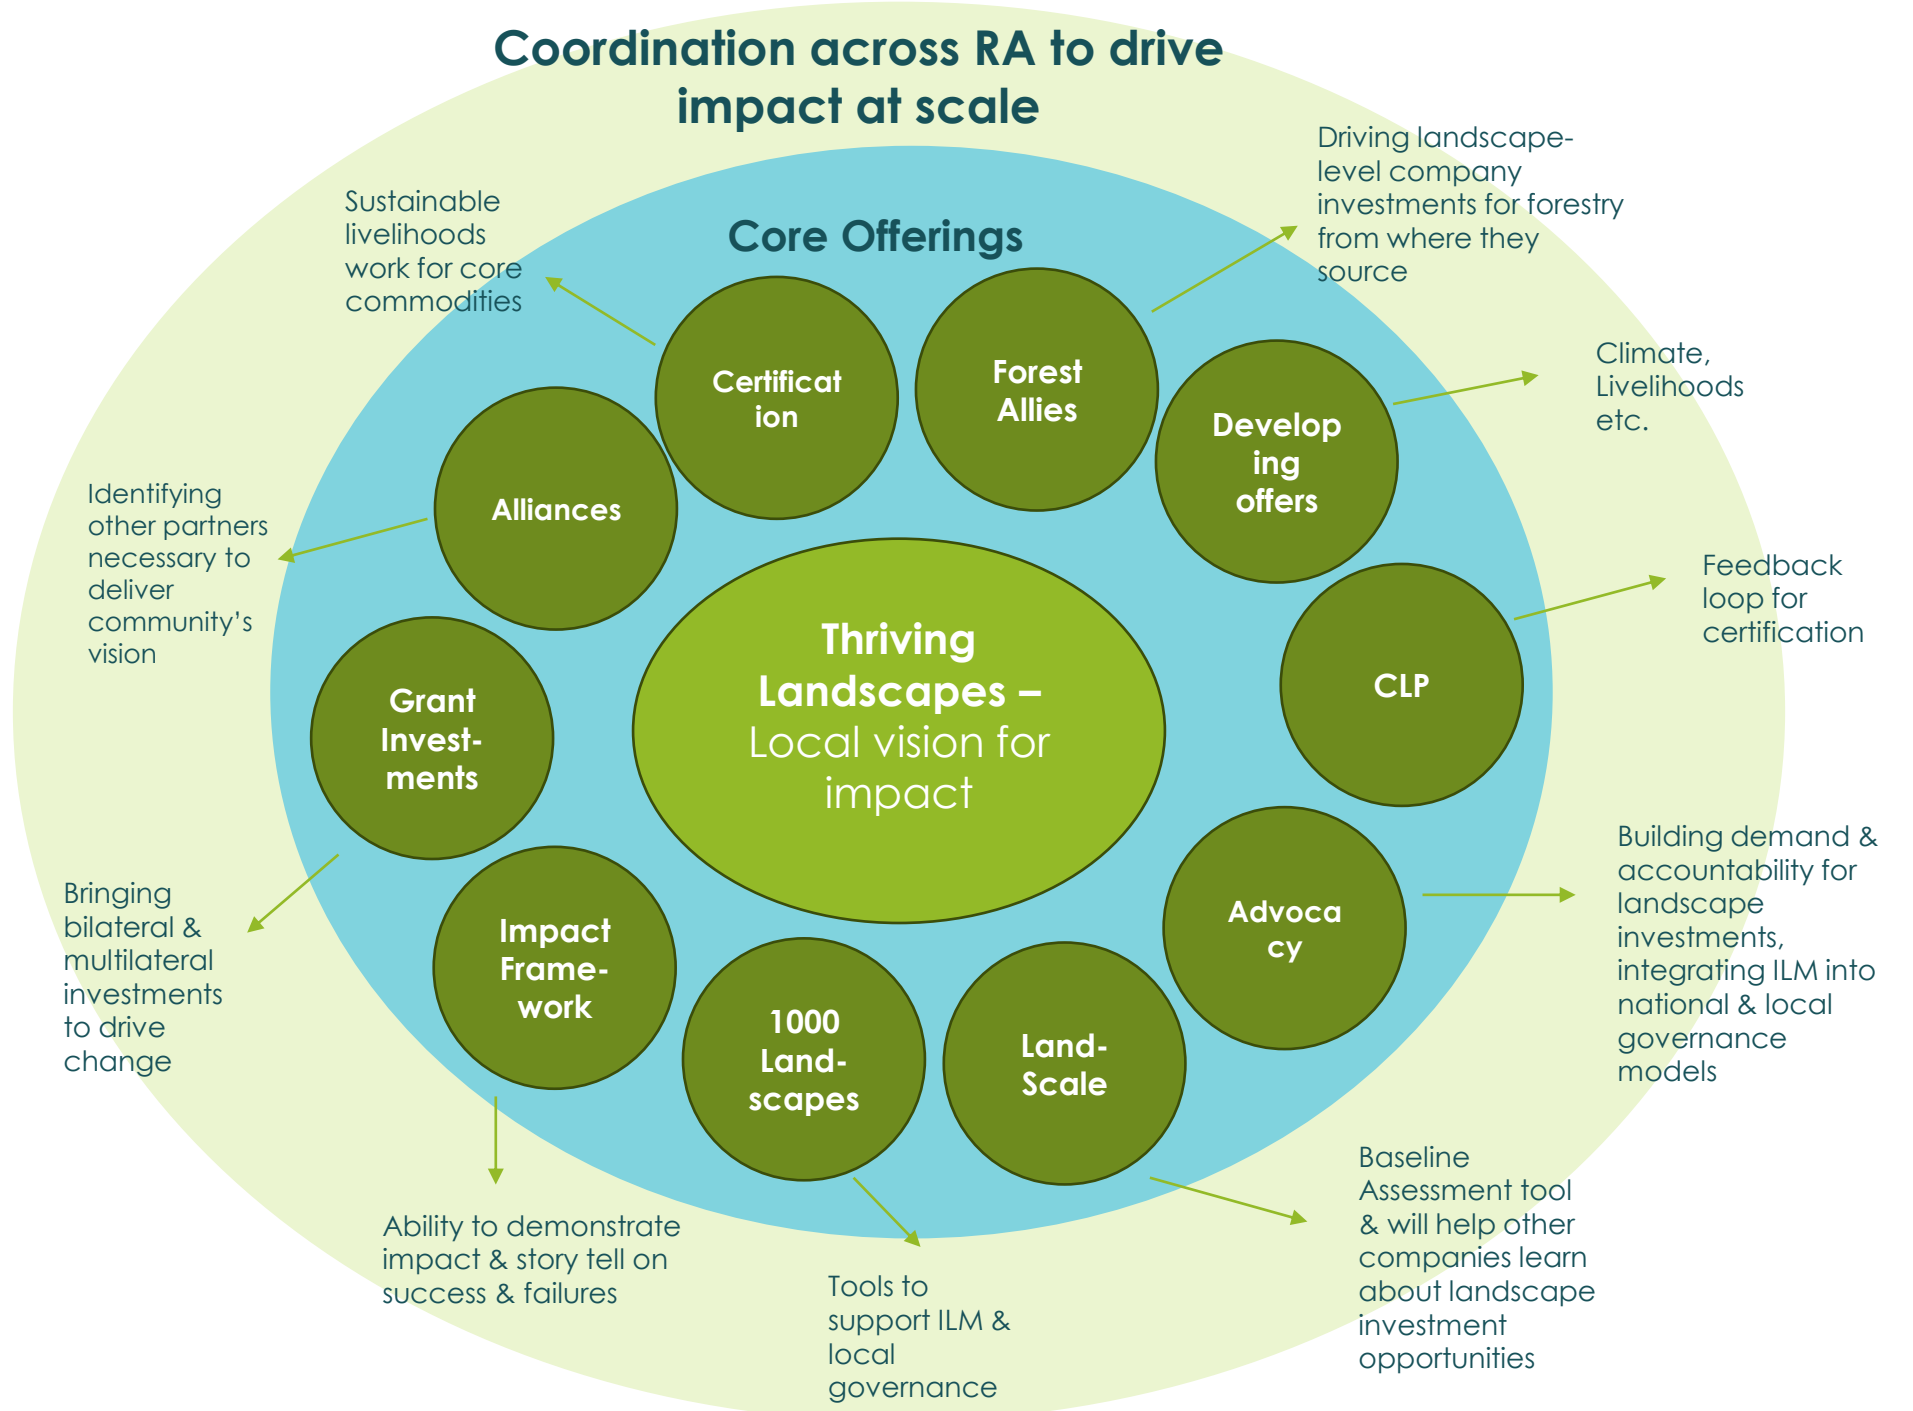 Coordination across RA to drive
impact at scale
Core Offerings
Sustainable
livelihoods
work for core
commodities
Driving landscape-
level company
investments for forestry
from where they
source
Climate,
Livelihoods
etc.
Certificat
ion
Forest
Allies
Develop
ing
offers
Identifying
other partners
necessary to
deliver
community’s
vision
Alliances
Feedback
loop for
certification
CLP
Thriving
Landscapes –
Local vision for
impact
Grant
Invest-
ments
Bringing
bilateral &
multilateral
investments
to drive
change
Impact
Frame-
work
1000
Land-
scapes
Land-
Scale
Advoca
cy
Building demand &
accountability for
landscape
investments,
integrating ILM into
national & local
governance
models
Ability to demonstrate
impact & story tell on
success & failures
Tools to
support ILM &
local
governance
Baseline
Assessment tool
& will help other
companies learn
about landscape
investment
opportunities